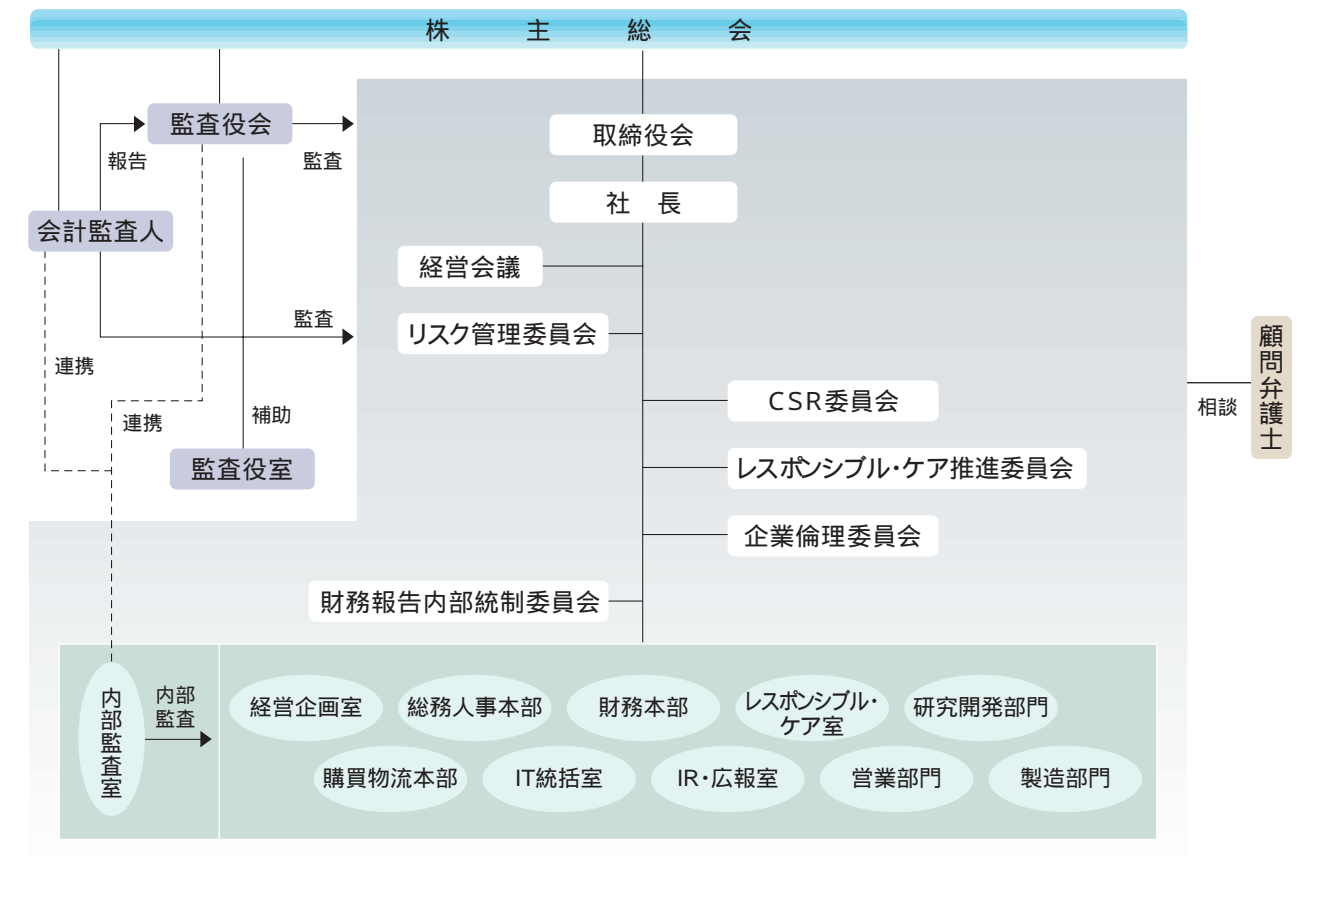 株主総会
監査役会
報告
監査
会計監査人
取締役会
社 長
経営会議
監査
リスク管理委員会
連携
連携
補助
監査役室
CSR委員会
レスポンシブル・ケア推進委員会
企業倫理委員会
財務報告内部統制委員会
相談
顧問弁護士
内部監査室
内部
監査
経営企画室
総務人事本部
財務本部
レスポンシブル・
ケア室
研究開発部門
購買物流本部
IT統括室
IR・広報室
営業部門
製造部門